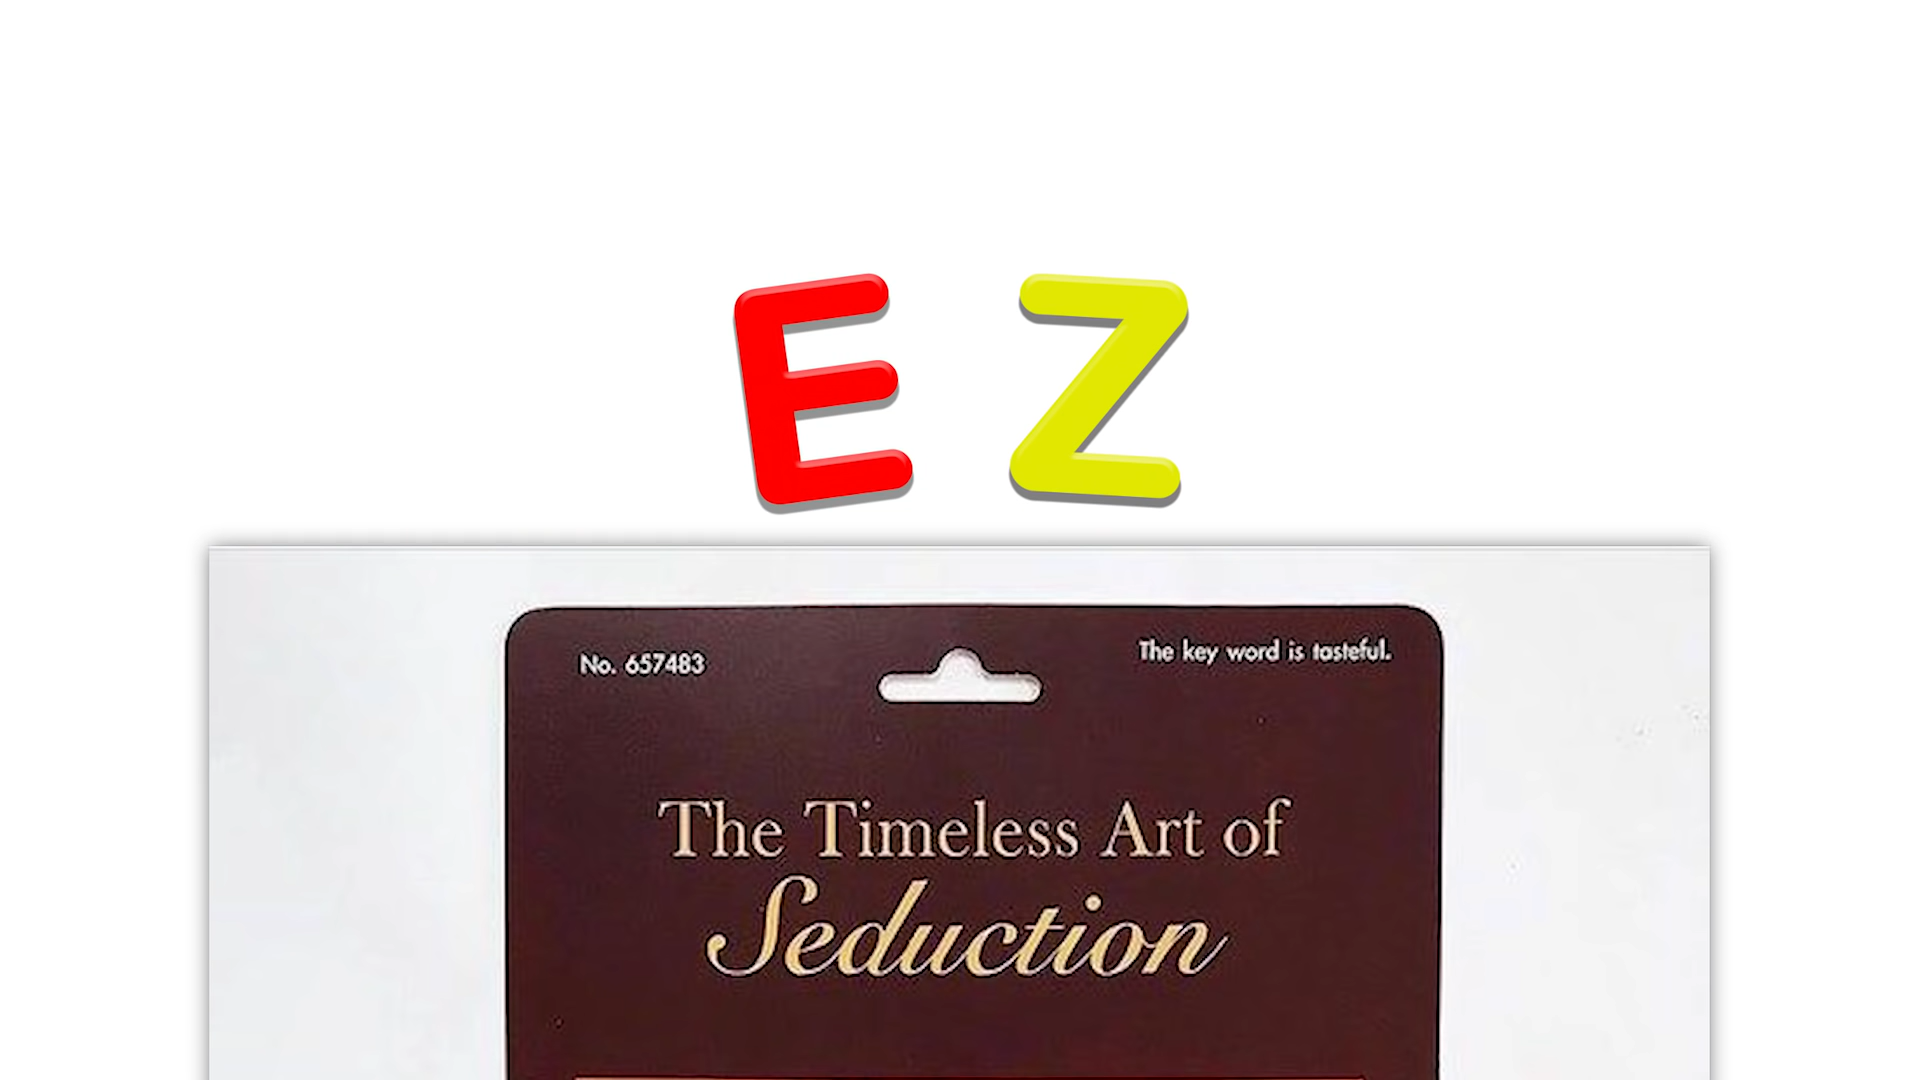 E Z
No. 657483
The key word is tasteful.
The Timeless Art of
Seduction